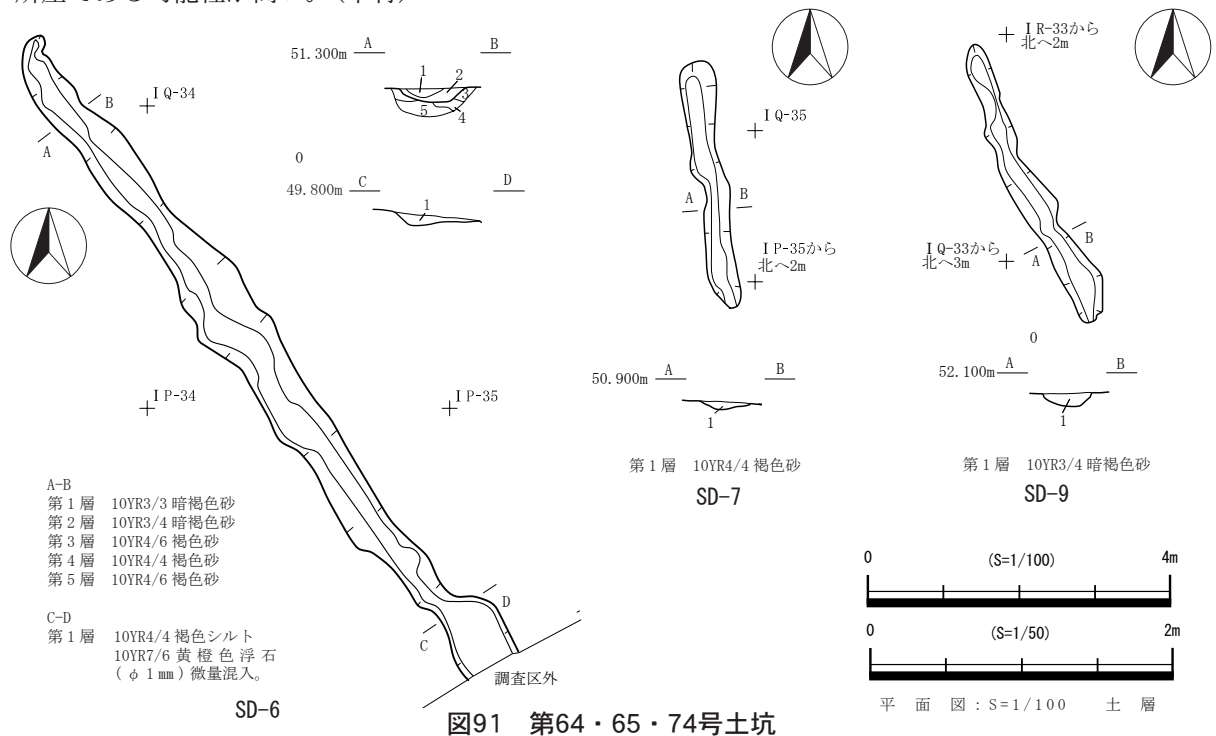 51.300m A B
1
2
3
4
5
0
49.800m C D
1
A
B
I Q-34
I P-34
I P-35
C
D
調査区外
A-B
第1層 10YR3/3 暗褐色砂
第2層 10YR3/4 暗褐色砂
第3層 10YR4/6 褐色砂
第4層 10YR4/4 褐色砂
第5層 10YR4/6 褐色砂
C-D
第1層 10YR4/4 褐色シルト
10YR7/6 黄橙色浮石
(φ1㎜) 微量混入。
SD-6
I Q-35
A
B
I P-35から
北へ2m
50.900m A B
1
第1層 10YR4/4 褐色砂
SD-7
I R-33から
北へ2m
I Q-33から
北へ3m
A
B
0
52.100m A B
1
第1層 10YR3/4 暗褐色砂
SD-9
0 (S=1/100) 4m
0 (S=1/50) 2m
平面図:S=1/100 土層
図91 第64・65・74号土坑